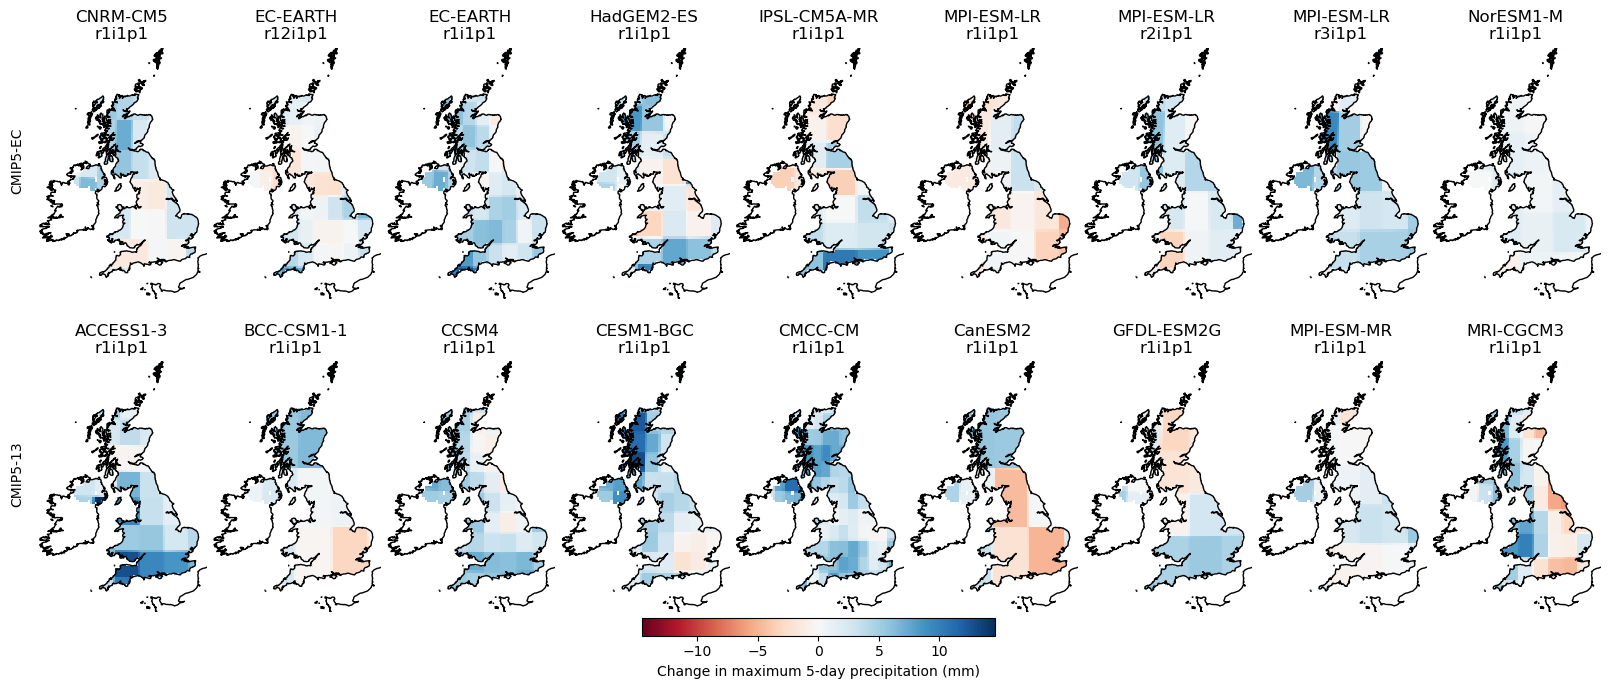 CNRM-CM5 EC-EARTH EC-EARTH HadGEM2-ES IPSL-CM5A-MR MPI-ESM-LR MPI-ESM-LR MPI-ESM-LR NorESM1-M
r1i1p1 r12i1p1 r1i1p1 r1i1p1 r1i1p1 r1i1p1 r2i1p1 r3i1p1 r1i1p1
CMIP5-EC
ACCESS1-3 BCC-CSM1-1 CCSM4 CESM1-BGC CMCC-CM CanESM2 GFDL-ESM2G MPI-ESM-MR MRI-CGCM3
r1i1p1 r1i1p1 r1i1p1 r1i1p1 r1i1p1 r1i1p1 r1i1p1 r1i1p1 r1i1p1
CMIP5-13
−10 −5 0 5 10
Change in maximum 5-day precipitation (mm)